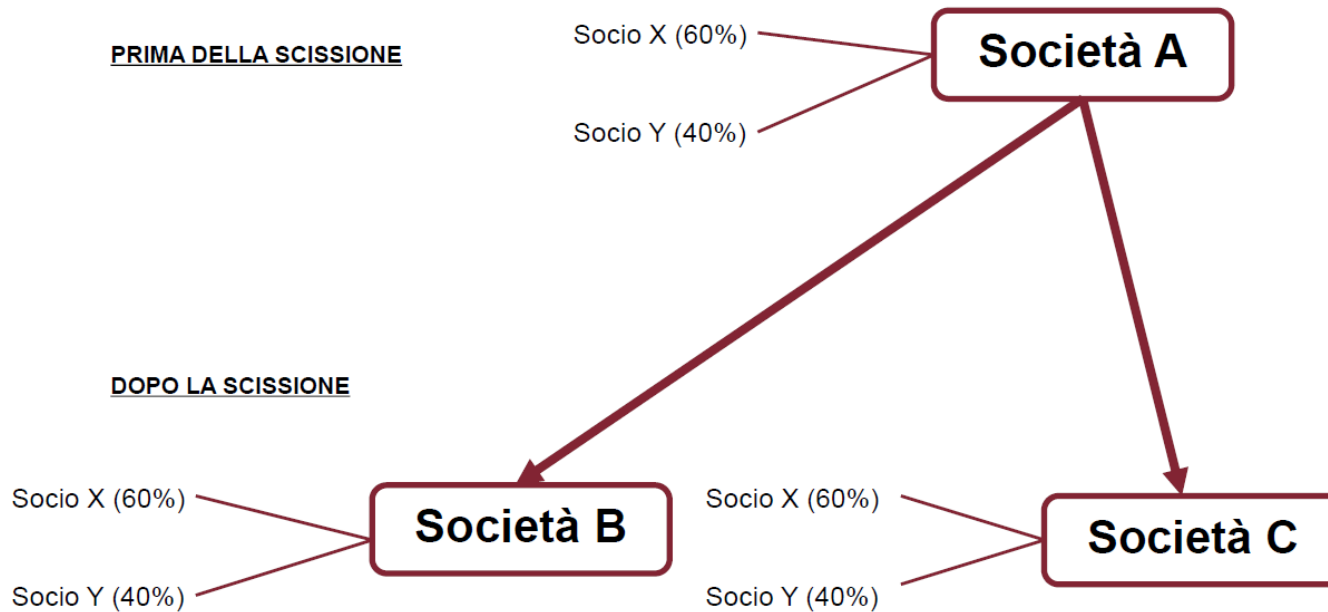 PRIMA DELLA SCISSIONE
Socio X (60%)
Società A
Socio Y (40%)
DOPO LA SCISSIONE
Socio X (60%)
Società B
Socio Y (40%)
Socio X (60%)
Società C
Socio Y (40%)